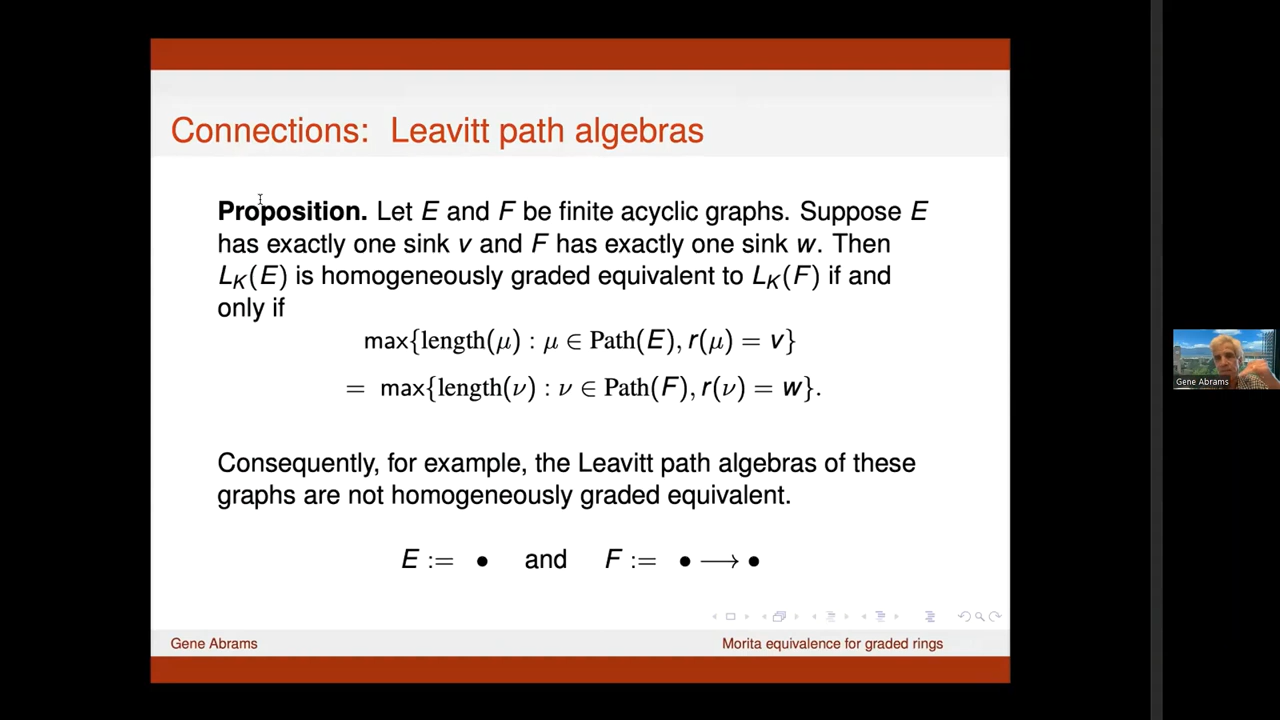 Connections: Leavitt path algebras
Proposition. Let E and F be finite acyclic graphs. Suppose E
has exactly one sink v and F has exactly one sink w. Then
L_K(E) is homogeneously graded equivalent to L_K(F) if and
only if
max{length(μ) : μ ∈ Path(E), r(μ) = v}
= max{length(ν) : ν ∈ Path(F), r(ν) = w}.
Consequently, for example, the Leavitt path algebras of these
graphs are not homogeneously graded equivalent.
E := • and F := • ⟶ •
Gene Abrams
Morita equivalence for graded rings
Gene Abrams